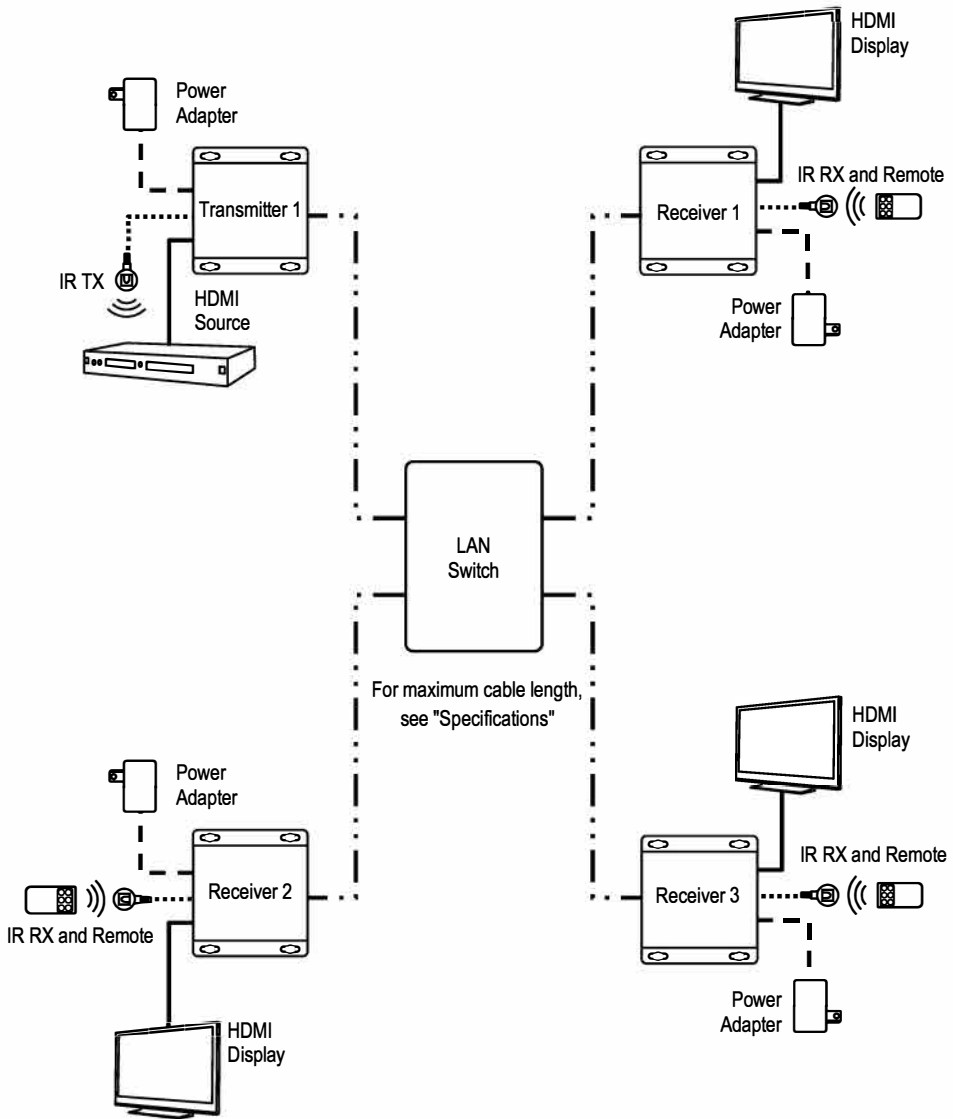 HDMI
Display
Power
Adapter
Transmitter 1
IR TX
HDMI
Source
IR RX and Remote
Receiver 1
Power
Adapter
LAN
Switch
For maximum cable length,
see "Specifications"
Power
Adapter
Receiver 2
IR RX and Remote
HDMI
Display
HDMI
Display
IR RX and Remote
Receiver 3
Power
Adapter